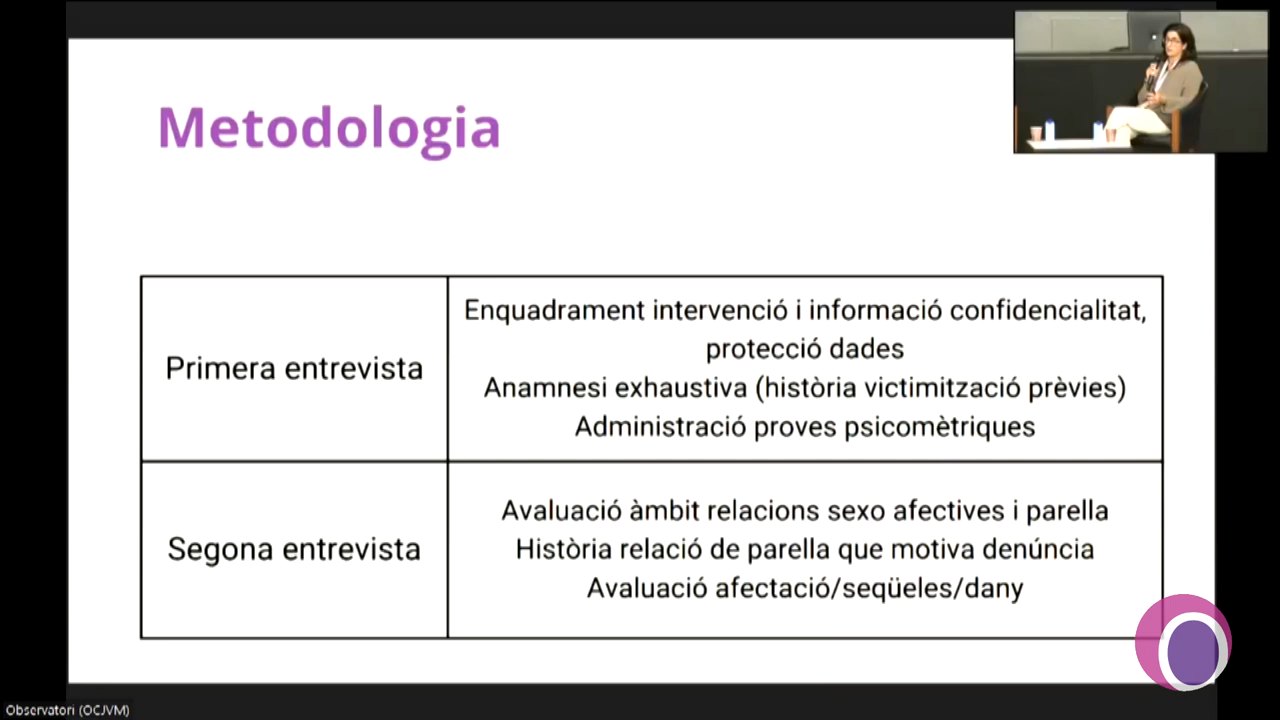 Metodologia
Primera entrevista
Enquadrament intervenció i informació confidencialitat,
protecció dades
Anamnesi exhaustiva (història victimització prèvies)
Administració proves psicomètriques
Segona entrevista
Avaluació àmbit relacions sexo afectives i parella
Història relació de parella que motiva denúncia
Avaluació afectació/seqüeles/dany
Observatori (OCJVM)